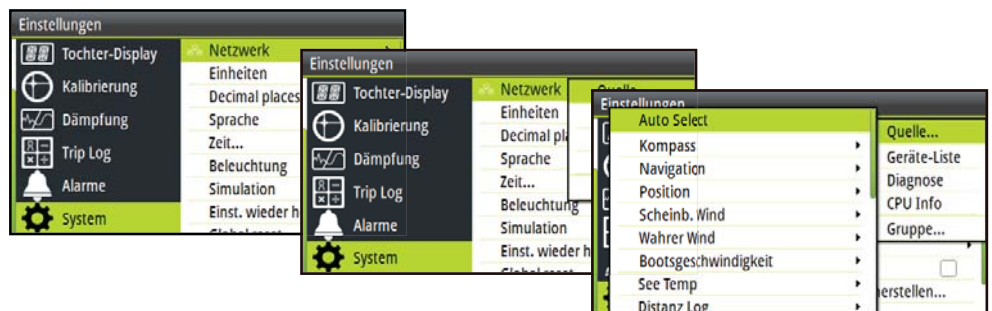 Einstellungen
Tochter-Display
Kalibrierung
Dämpfung
Trip Log
Alarme
System
Netzwerk
Einheiten
Decimal places
Sprache
Zeit...
Beleuchtung
Simulation
Einst. wieder h
Einstellungen
Tochter-Display
Kalibrierung
Dämpfung
Trip Log
Alarme
System
Netzwerk
Einheiten
Decimal pl
Sprache
Zeit...
Beleuchtung
Simulation
Einst. wieder h
Quelle
Einstellungen
Auto Select
Kompass
Navigation
Position
Scheinb. Wind
Wahrer Wind
Bootsgeschwindigkeit
See Temp
Distanz Log
Quelle...
Geräte-Liste
Diagnose
CPU Info
Gruppe...
erstellen...